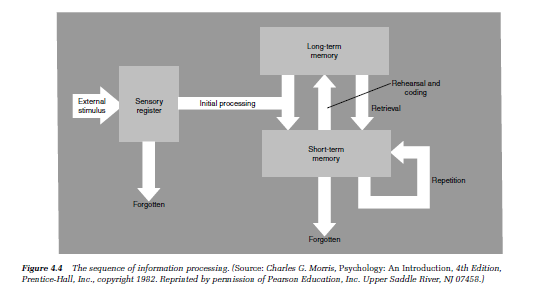 Long-term
memory
Rehearsal and
coding
External
stimulus
Sensory
register
Initial processing
Retrieval
Short-term
memory
Repetition
Forgotten
Forgotten
Figure 4.4 The sequence of information processing. (Source: Charles G. Morris, Psychology: An Introduction, 4th Edition,
Prentice-Hall, Inc., copyright 1982. Reprinted by permission of Pearson Education, Inc. Upper Saddle River, NJ 07458.)